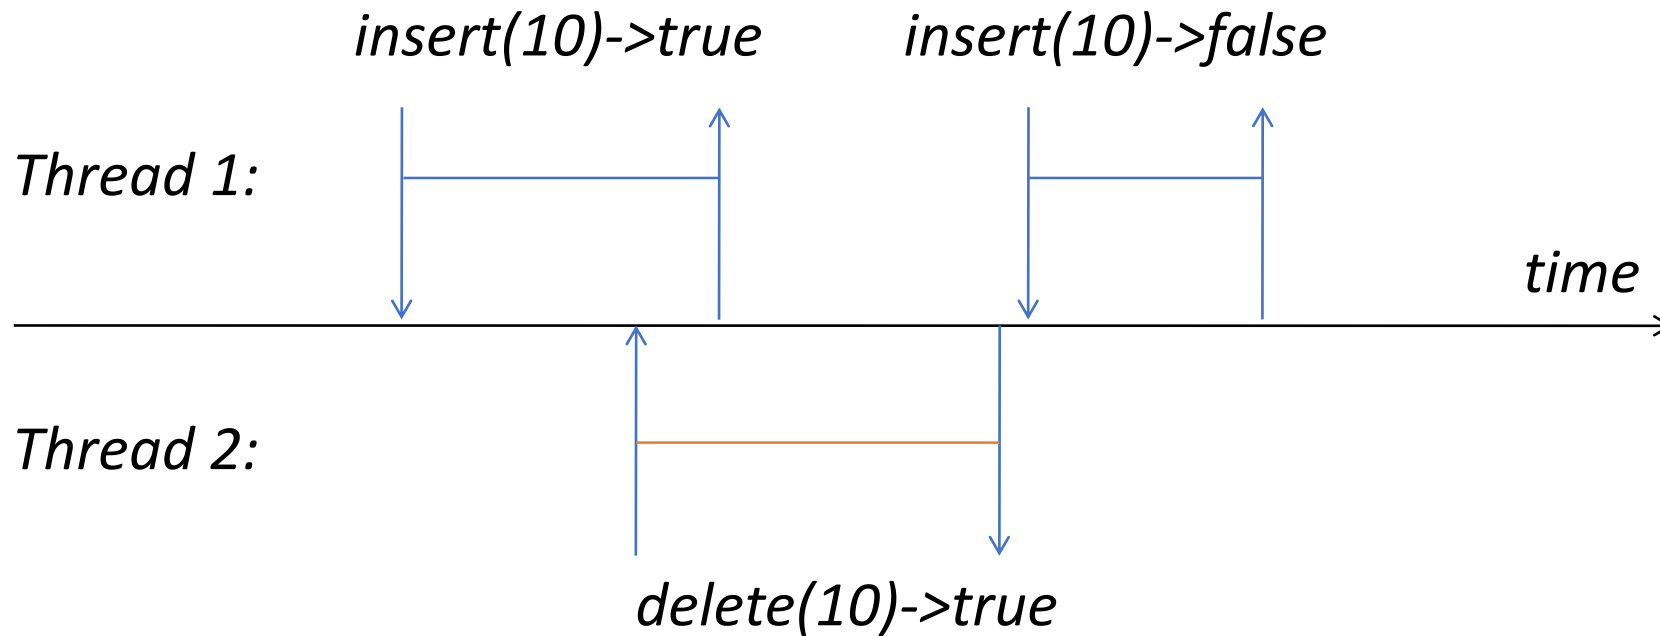 insert(10)->true
insert(10)->false
Thread 1:
time
Thread 2:
delete(10)->true